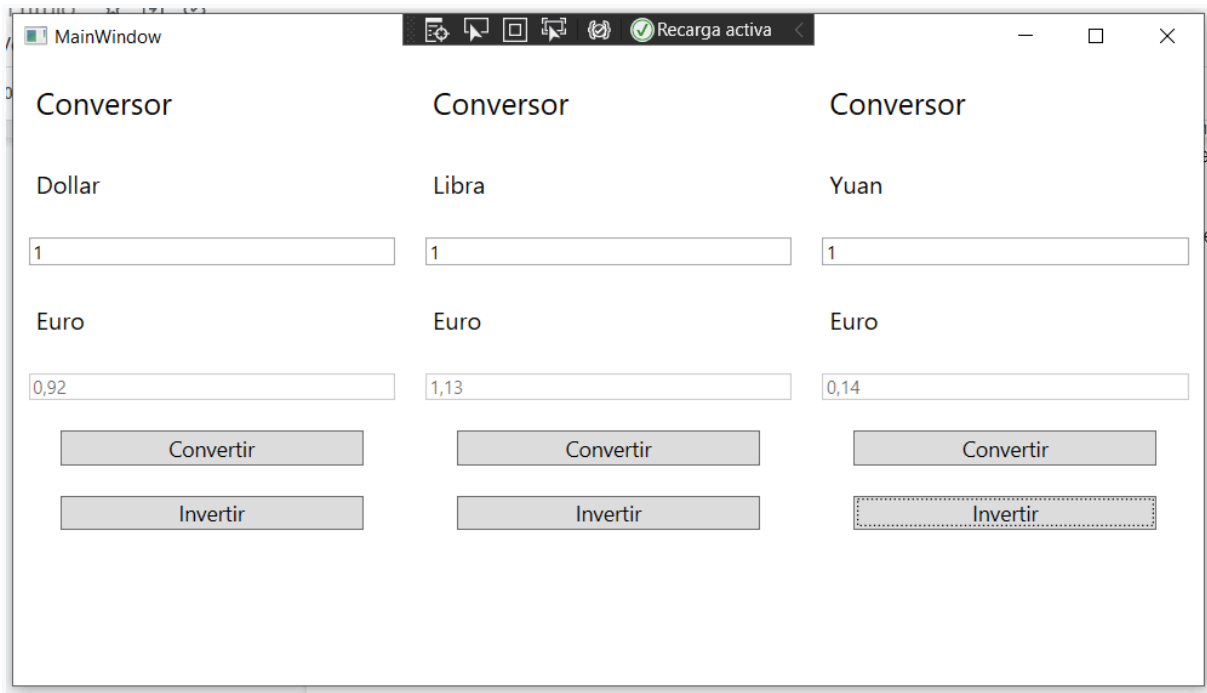 MainWindow
Recarga activa
Conversor Conversor Conversor
Dollar Libra Yuan
1 1 1
Euro Euro Euro
0,92 1,13 0,14
Convertir Convertir Convertir
Invertir Invertir Invertir